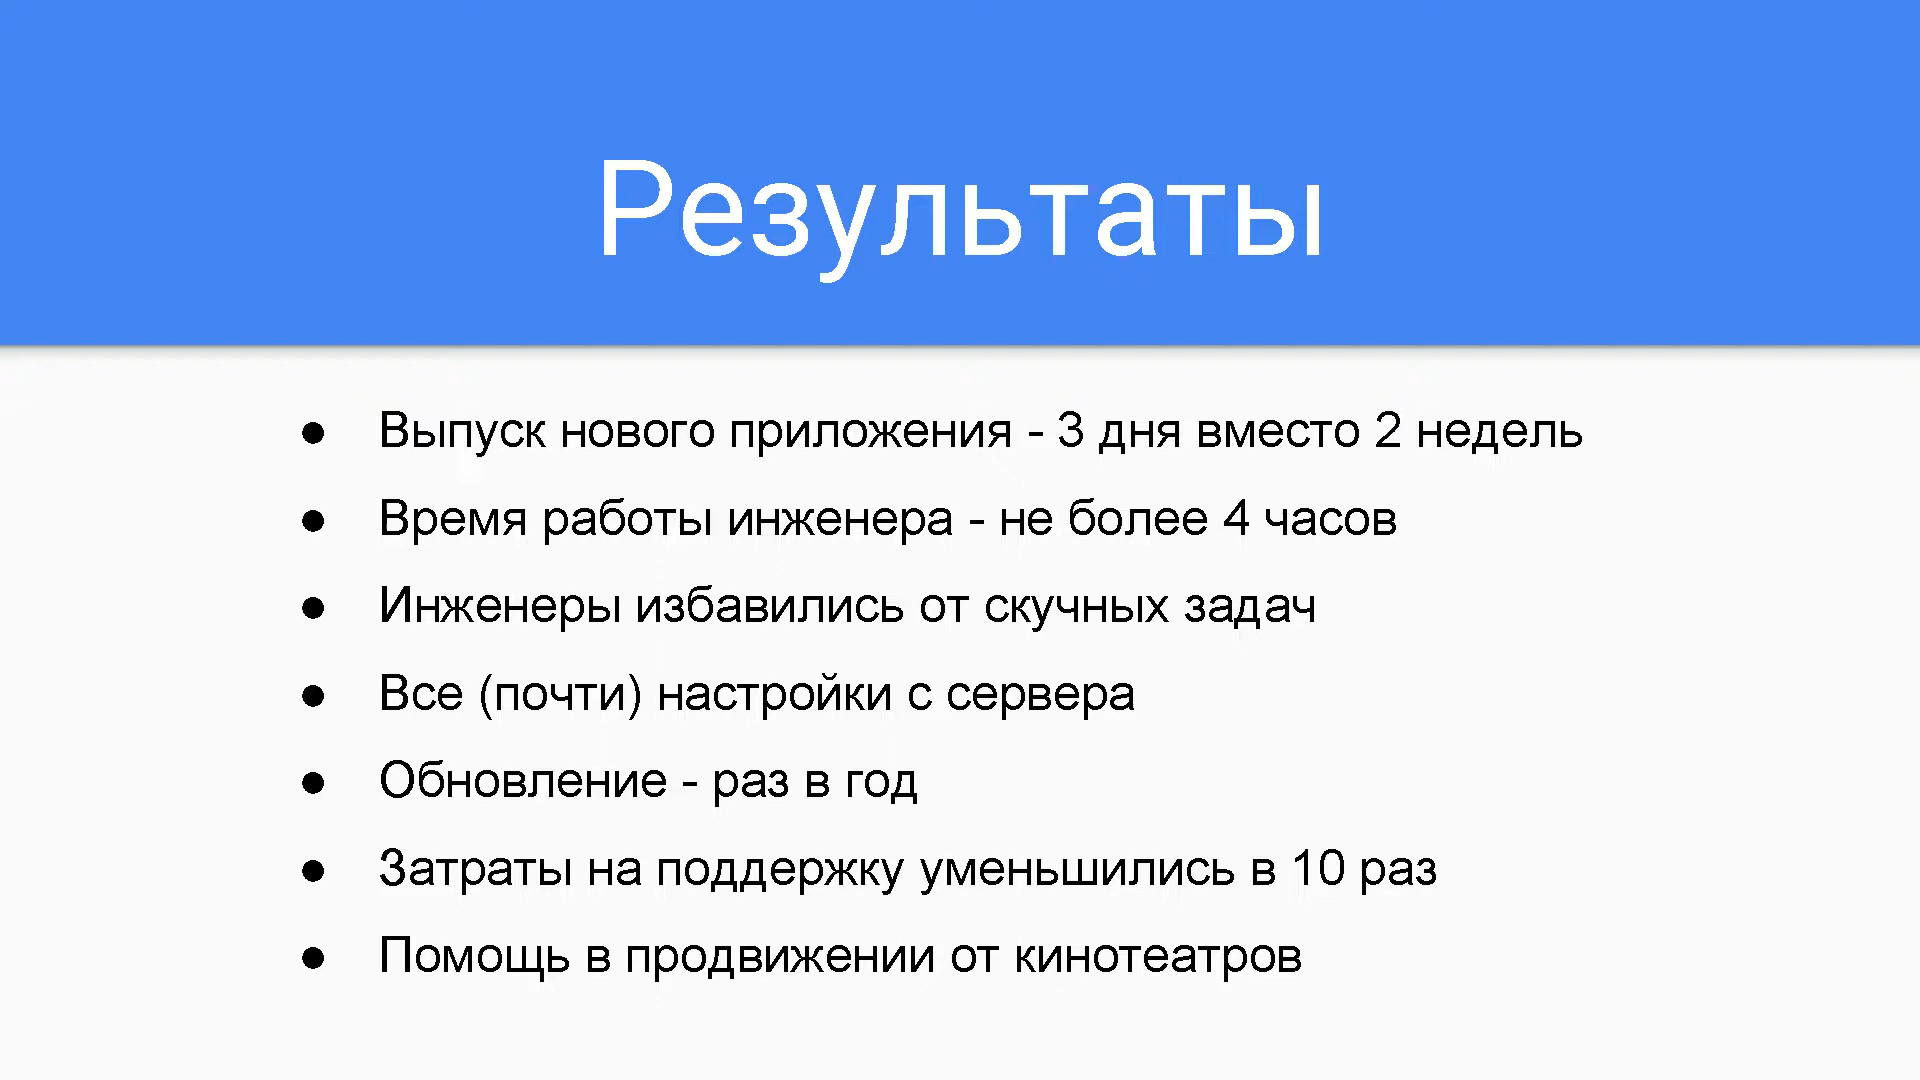 Результаты
● Выпуск нового приложения - 3 дня вместо 2 недель
● Время работы инженера - не более 4 часов
● Инженеры избавились от скучных задач
● Все (почти) настройки с сервера
● Обновление - раз в год
● Затраты на поддержку уменьшились в 10 раз
● Помощь в продвижении от кинотеатров